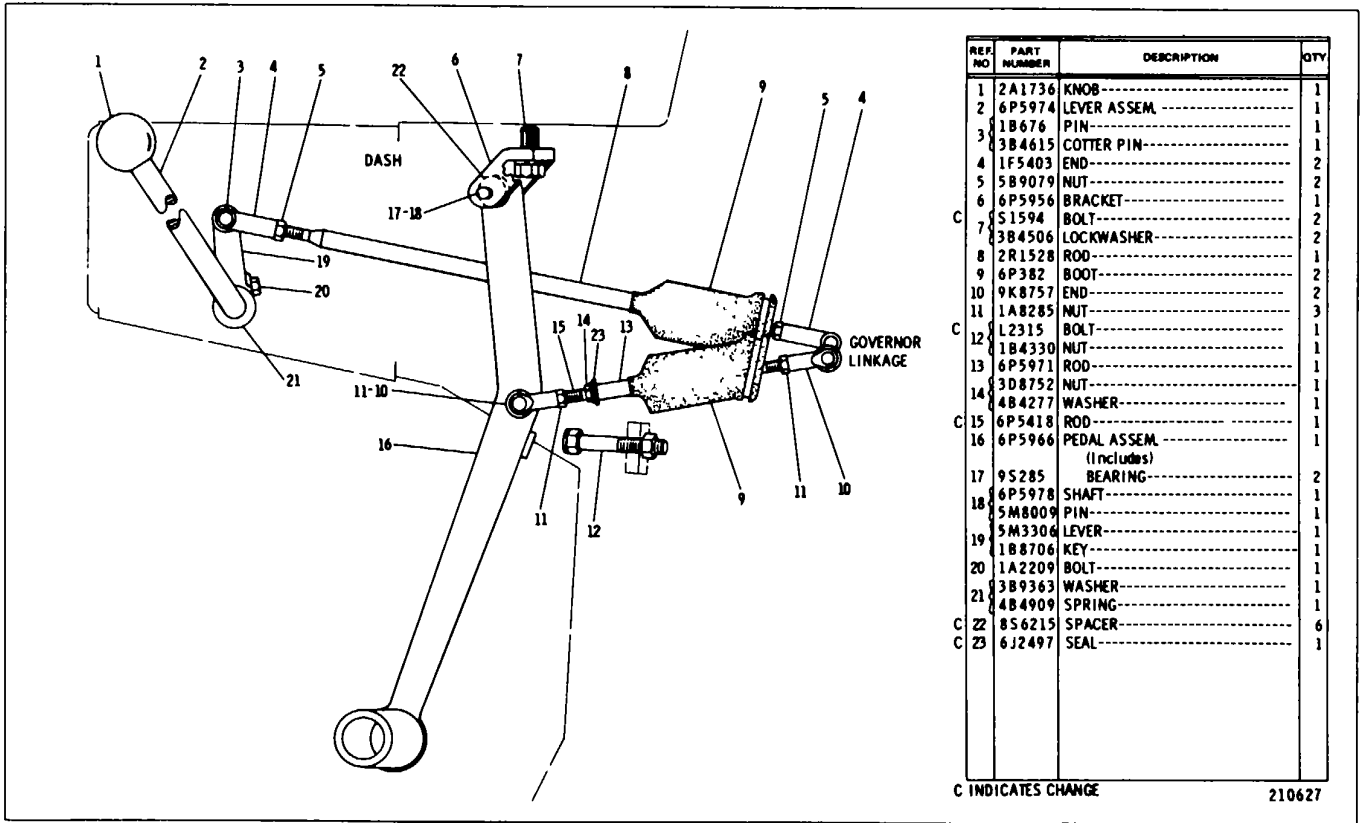 1
2
3
4
5
22
6
7
8
9
5
4
DASH
17-18
19
20
21
15
14
23
13
GOVERNOR
LINKAGE
11-10
16
11
12
9
11
10
REF. NO PART NUMBER DESCRIPTION QTY
1 2A1736 KNOB 1
2 6P5974 LEVER ASSEM. 1
3 1B676 PIN 1
3B4615 COTTER PIN 1
4 1F5403 END 2
5 5B9079 NUT 2
6 6P5956 BRACKET 1
C 7 S1594 BOLT 2
3B4506 LOCKWASHER 2
8 2R1528 ROD 1
9 6P382 BOOT 2
10 9K8757 END 2
11 1A8285 NUT 3
C 12 L2315 BOLT 1
1B4330 NUT 1
13 6P5971 ROD 1
14 3D8752 NUT 1
4B4277 WASHER 1
C 15 6P5418 ROD 1
16 6P5966 PEDAL ASSEM. 1
(Includes)
17 9S285 BEARING 2
18 6P5978 SHAFT 1
5M8009 PIN 1
19 5M3306 LEVER 1
1B8706 KEY 1
20 1A2209 BOLT 1
21 3B9363 WASHER 1
4B4909 SPRING 1
C 22 8S6215 SPACER 6
C 23 6J2497 SEAL 1
C INDICATES CHANGE
210627